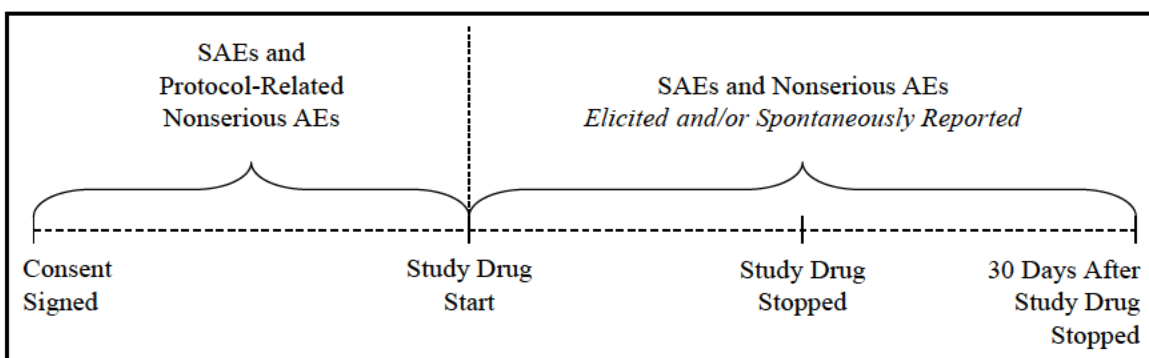 SAEs and
Protocol-Related
Nonserious AEs
SAEs and Nonserious AEs
Elicited and/or Spontaneously Reported
Consent
Signed
Study Drug
Start
Study Drug
Stopped
30 Days After
Study Drug
Stopped